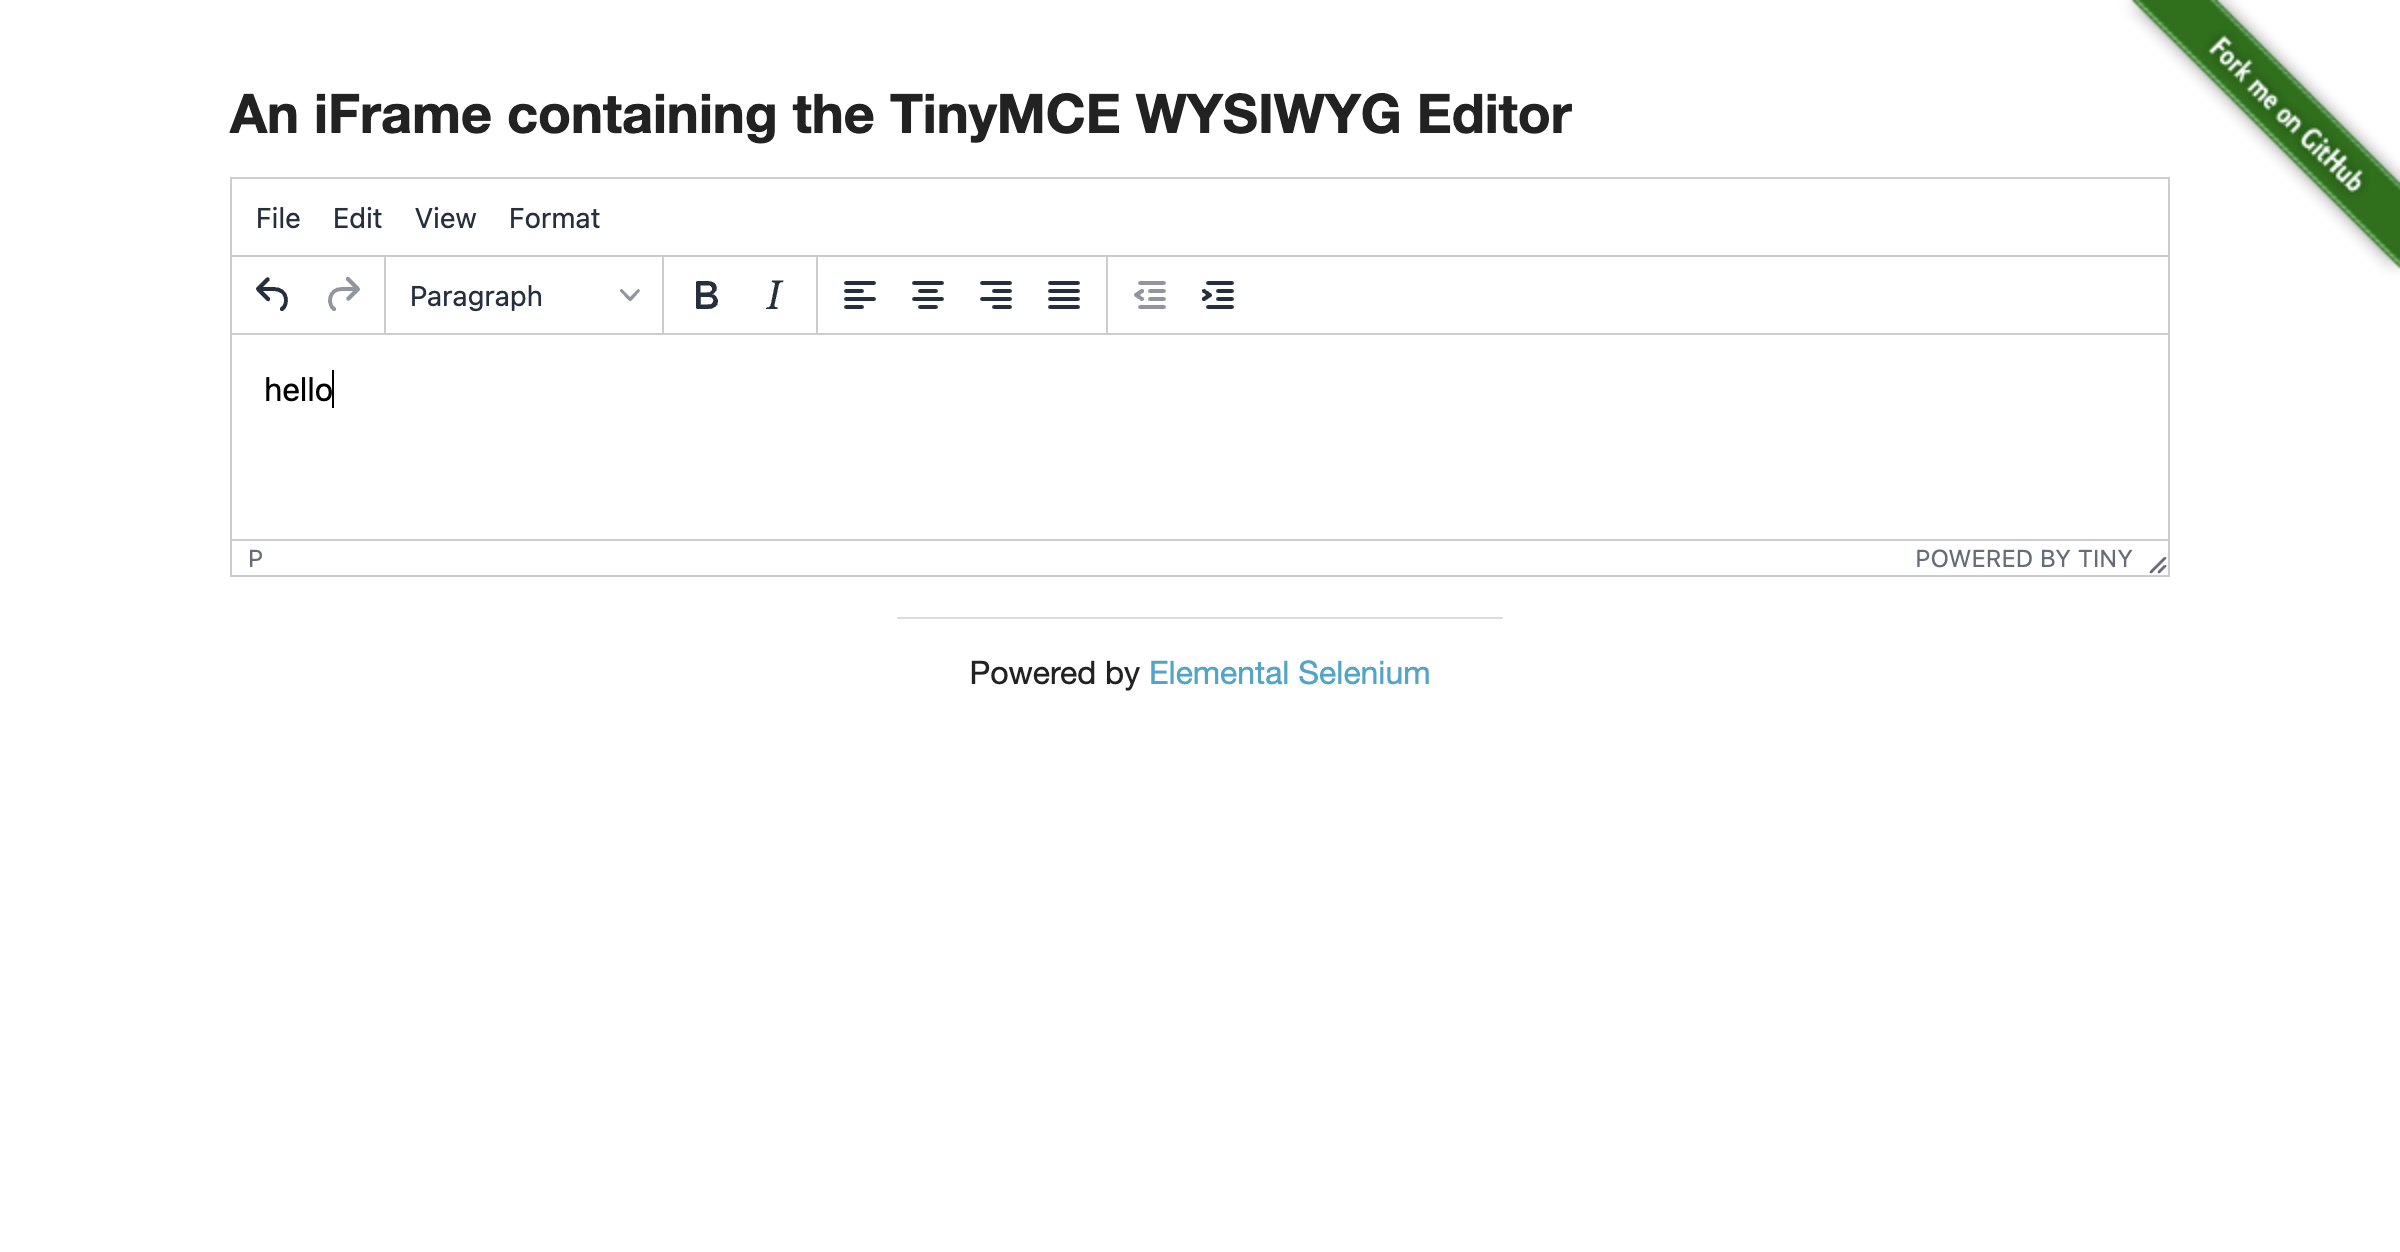 Fork me on GitHub
An iFrame containing the TinyMCE WYSIWYG Editor
File Edit View Format
Paragraph B I
hello
P POWERED BY TINY
Powered by Elemental Selenium